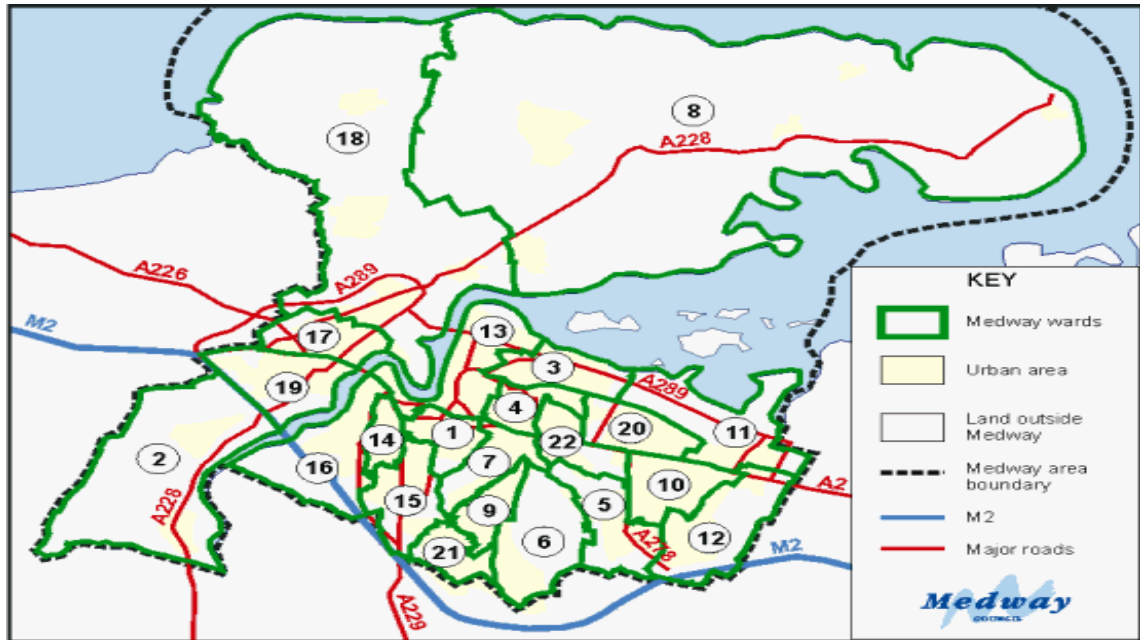 8
18
A228
A226
A289
M2
17
13
3
19
A289
4
20
11
1
22
14
2
16
7
10
A2
15
9
5
A228
6
12
21
A278
M2
A229
KEY
Medway wards
Urban area
Land outside
Medway
Medway area
boundary
M2
Major roads
Medway
COUNCIL